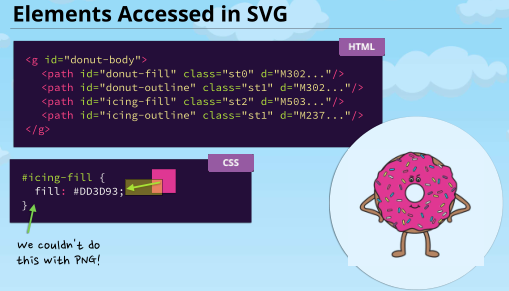 Elements Accessed in SVG
HTML
<g id="donut-body">
<path id="donut-fill" class="st0" d="M302..."/>
<path id="donut-outline" class="st1" d="M302..."/>
<path id="icing-fill" class="st2" d="M503..."/>
<path id="icing-outline" class="st1" d="M237..."/>
</g>
CSS
#icing-fill {
fill: #DD3D93;
}
We couldn't do
this with PNG!